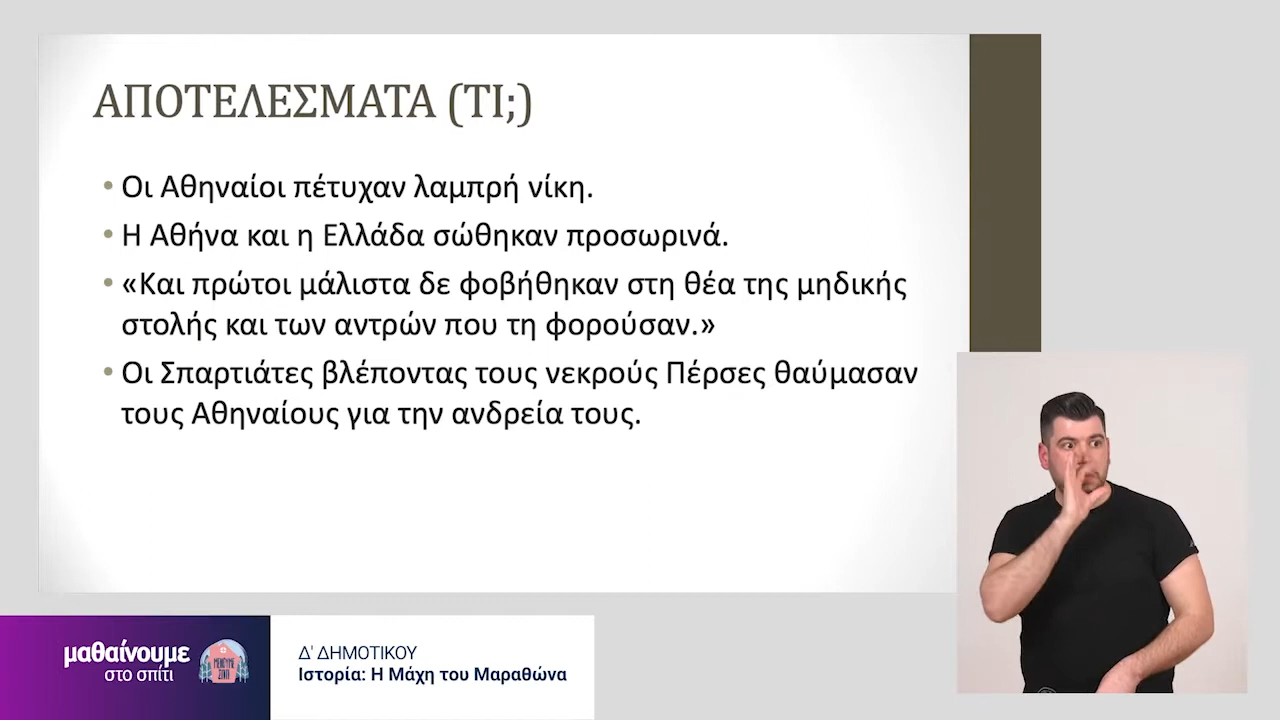 ΑΠΟΤΕΛΕΣΜΑΤΑ (ΤΙ;)
• Οι Αθηναίοι πέτυχαν λαμπρή νίκη.
• Η Αθήνα και η Ελλάδα σώθηκαν προσωρινά.
• «Και πρώτοι μάλιστα δε φοβήθηκαν στη θέα της μηδικής
στολής και των αντρών που τη φορούσαν.»
• Οι Σπαρτιάτες βλέποντας τους νεκρούς Πέρσες θαύμασαν
τους Αθηναίους για την ανδρεία τους.
μαθαίνουμε
στο σπίτι
ΜΕΝΟΥΜΕ
ΣΠΙΤΙ
Δ' ΔΗΜΟΤΙΚΟΥ
Ιστορία: Η Μάχη του Μαραθώνα